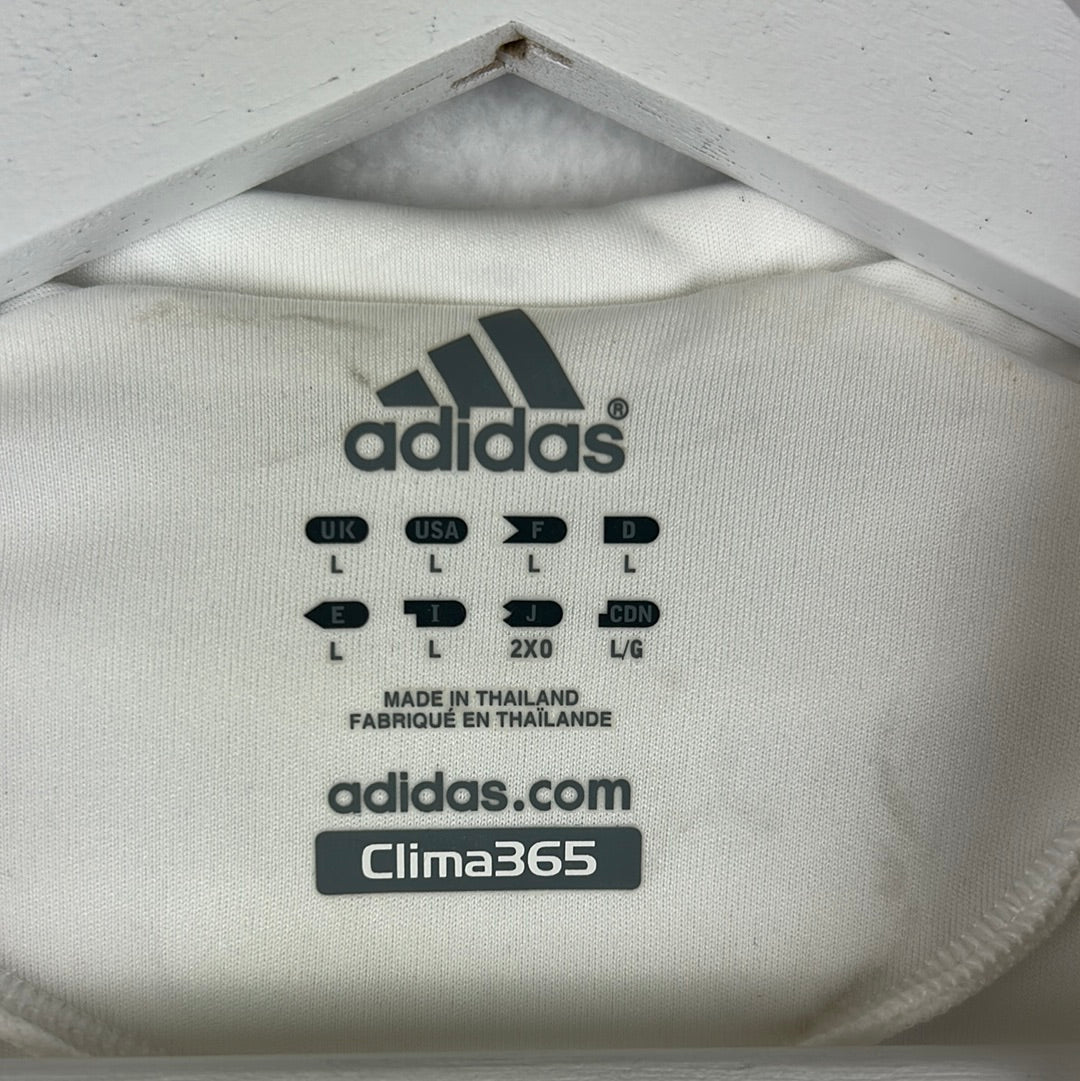 adidas®
UK USA F D
L L L L
E I J CDN
L L 2XO L/G
MADE IN THAILAND
FABRIQUÉ EN THAÏLANDE
adidas.com
Clima365